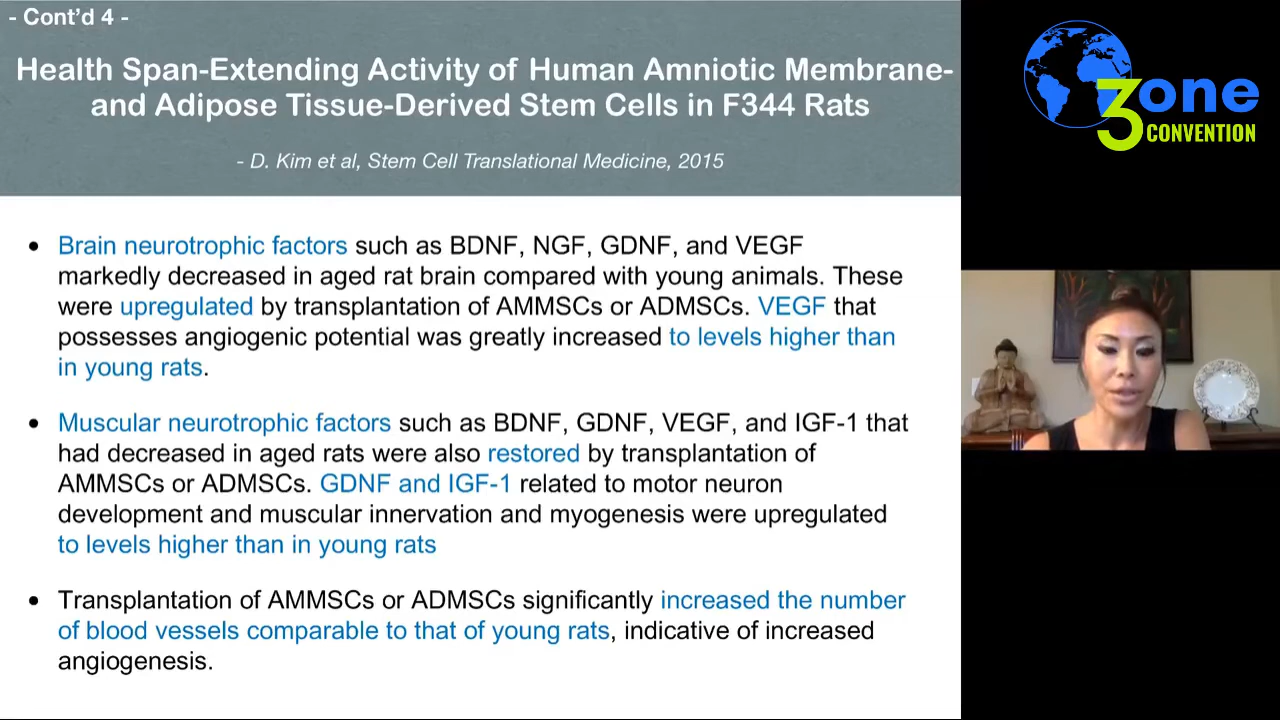 - Cont'd 4 -
Health Span-Extending Activity of Human Amniotic Membrane-
and Adipose Tissue-Derived Stem Cells in F344 Rats
- D. Kim et al, Stem Cell Translational Medicine, 2015
• Brain neurotrophic factors such as BDNF, NGF, GDNF, and VEGF
markedly decreased in aged rat brain compared with young animals. These
were upregulated by transplantation of AMMSCs or ADMSCs. VEGF that
possesses angiogenic potential was greatly increased to levels higher than
in young rats.
• Muscular neurotrophic factors such as BDNF, GDNF, VEGF, and IGF-1 that
had decreased in aged rats were also restored by transplantation of
AMMSCs or ADMSCs. GDNF and IGF-1 related to motor neuron
development and muscular innervation and myogenesis were upregulated
to levels higher than in young rats
• Transplantation of AMMSCs or ADMSCs significantly increased the number
of blood vessels comparable to that of young rats, indicative of increased
angiogenesis.
3one
CONVENTION